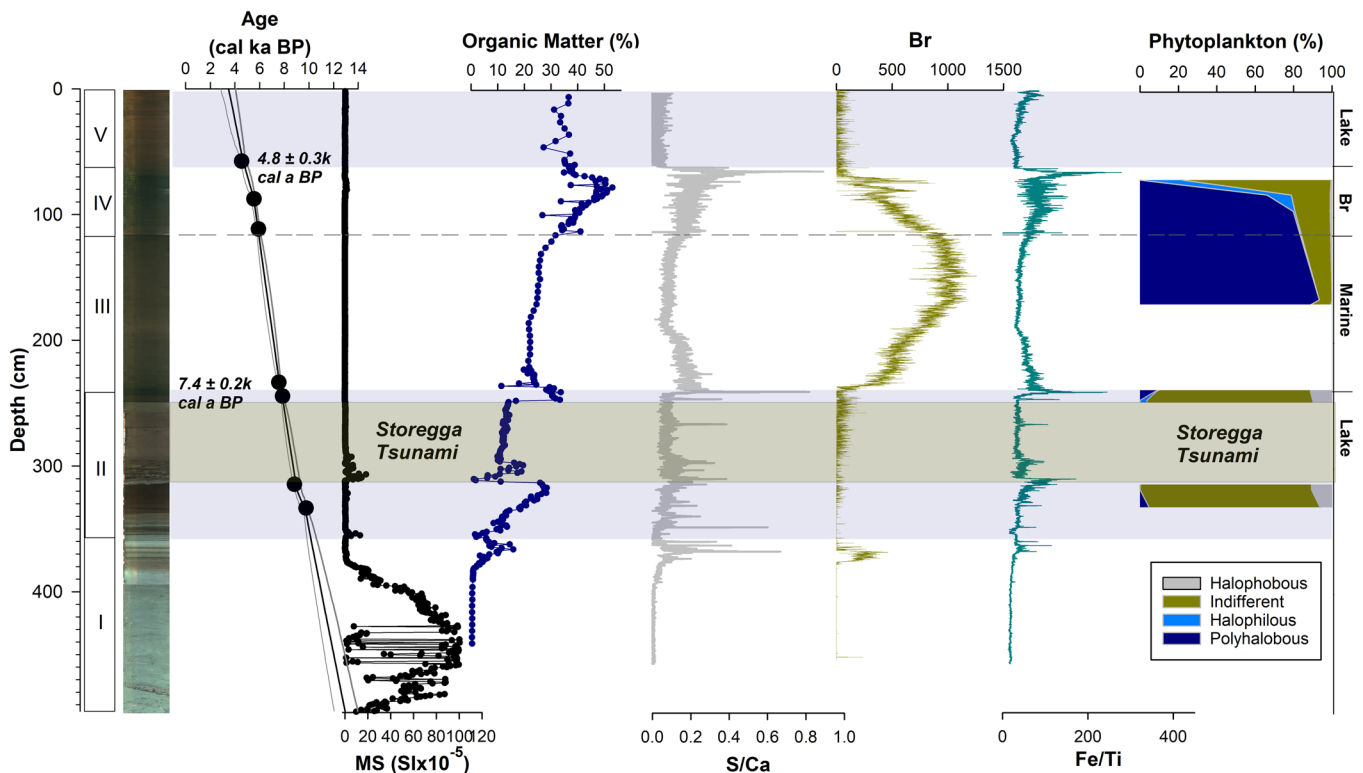 Age
(cal ka BP)
0 2 4 6 8 10 12 14
Organic Matter (%)
0 10 20 30 40 50
Br
0 500 1000 1500
Phytoplankton (%)
0 20 40 60 80 100
Depth (cm)
0
100
200
300
400
V
IV
III
II
I
4.8 ± 0.3k
cal a BP
7.4 ± 0.2k
cal a BP
Storegga
Tsunami
Storegga
Tsunami
Lake
Br
Marine
Lake
Halophobous
Indifferent
Halophilous
Polyhalobous
0 20 40 60 80 100 120
MS (SIx10⁻⁵)
0.0 0.2 0.4 0.6 0.8 1.0
S/Ca
0 200 400
Fe/Ti